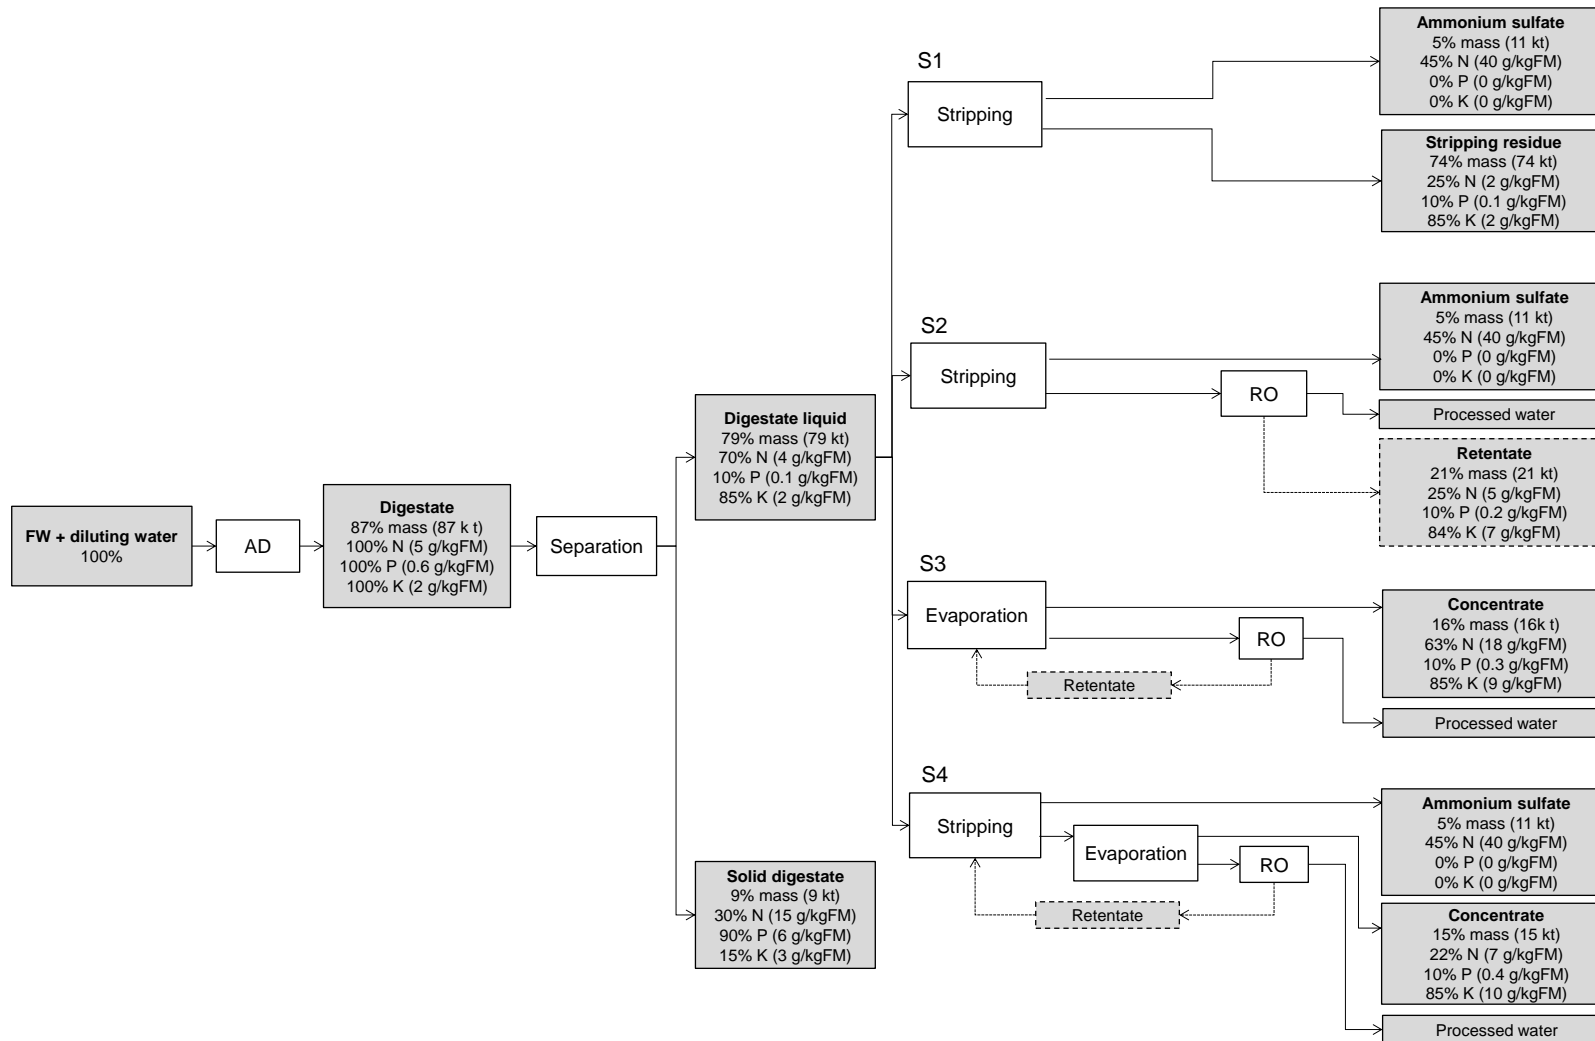 FW + diluting water
100%
AD
Digestate
87% mass (87 k t)
100% N (5 g/kgFM)
100% P (0.6 g/kgFM)
100% K (2 g/kgFM)
Separation
Digestate liquid
79% mass (79 kt)
70% N (4 g/kgFM)
10% P (0.1 g/kgFM)
85% K (2 g/kgFM)
Solid digestate
9% mass (9 kt)
30% N (15 g/kgFM)
90% P (6 g/kgFM)
15% K (3 g/kgFM)
S1
Stripping
Ammonium sulfate
5% mass (11 kt)
45% N (40 g/kgFM)
0% P (0 g/kgFM)
0% K (0 g/kgFM)
Stripping residue
74% mass (74 kt)
25% N (2 g/kgFM)
10% P (0.1 g/kgFM)
85% K (2 g/kgFM)
S2
Stripping
RO
Ammonium sulfate
5% mass (11 kt)
45% N (40 g/kgFM)
0% P (0 g/kgFM)
0% K (0 g/kgFM)
Processed water
Retentate
21% mass (21 kt)
25% N (5 g/kgFM)
10% P (0.2 g/kgFM)
84% K (7 g/kgFM)
S3
Evaporation
RO
Retentate
Concentrate
16% mass (16k t)
63% N (18 g/kgFM)
10% P (0.3 g/kgFM)
85% K (9 g/kgFM)
Processed water
S4
Stripping
Evaporation
RO
Retentate
Ammonium sulfate
5% mass (11 kt)
45% N (40 g/kgFM)
0% P (0 g/kgFM)
0% K (0 g/kgFM)
Concentrate
15% mass (15 kt)
22% N (7 g/kgFM)
10% P (0.4 g/kgFM)
85% K (10 g/kgFM)
Processed water